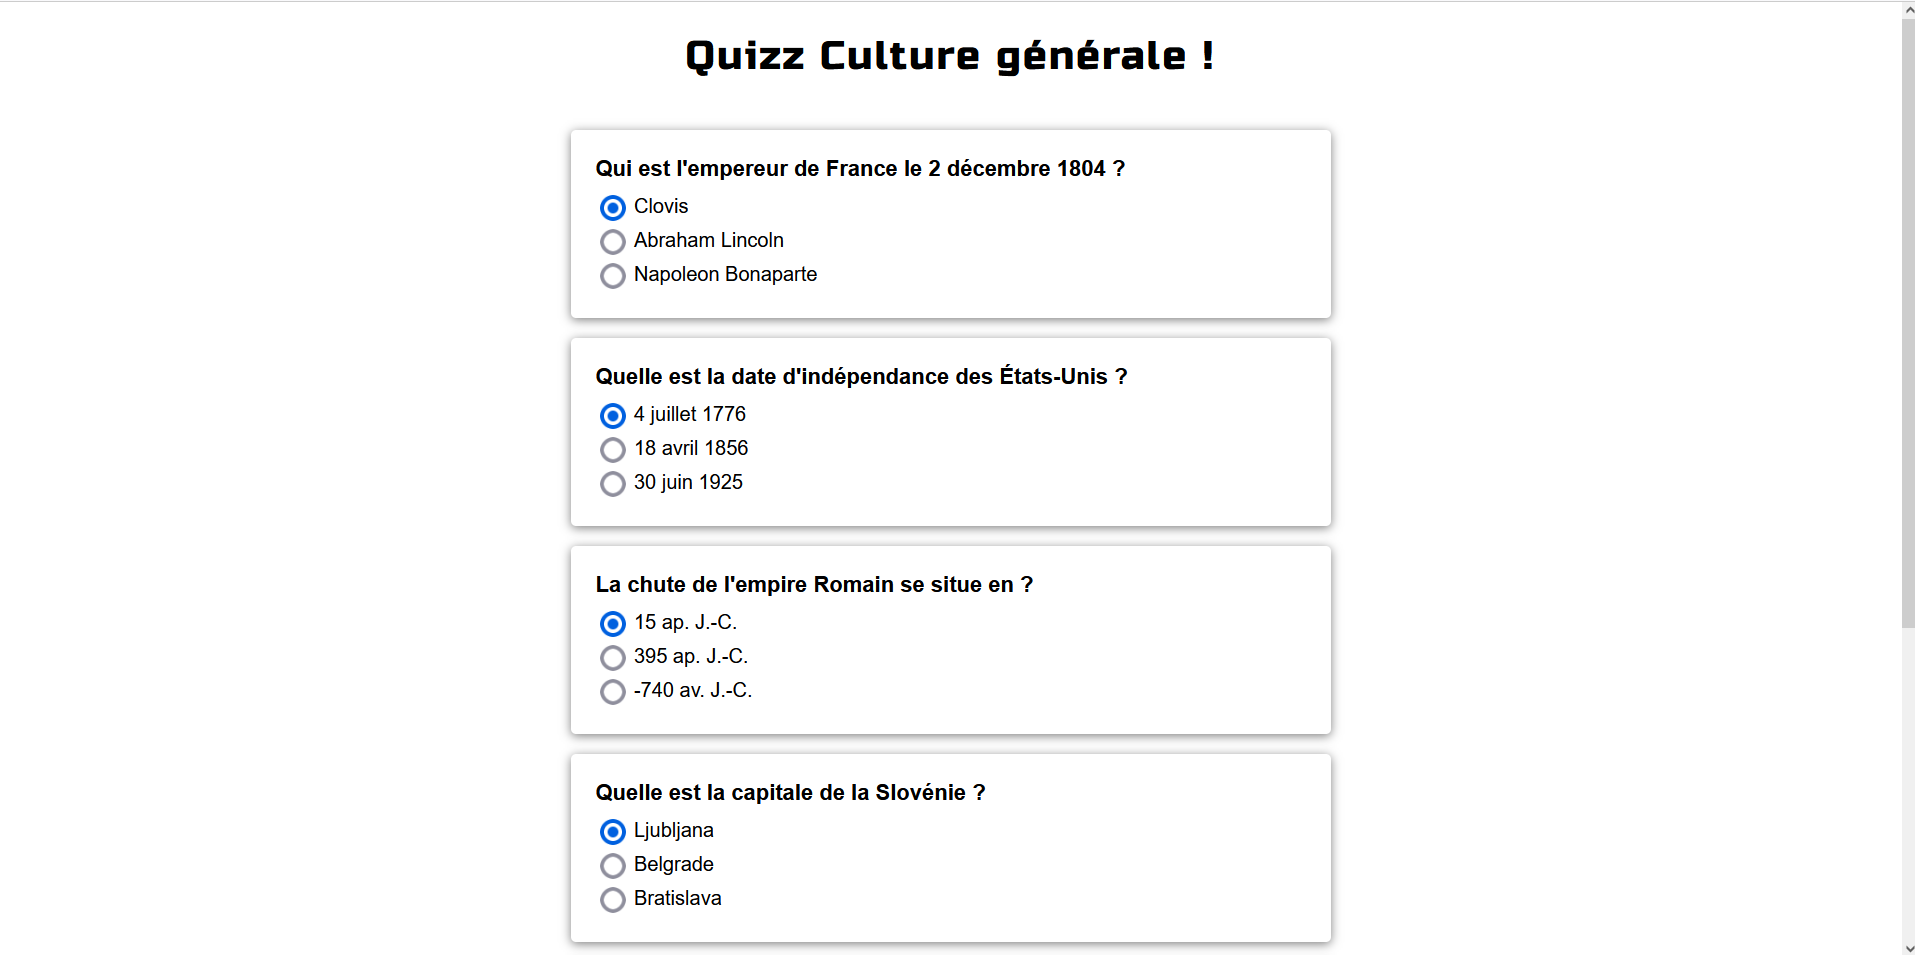 Quizz Culture générale !
Qui est l'empereur de France le 2 décembre 1804 ?
Clovis
Abraham Lincoln
Napoleon Bonaparte
Quelle est la date d'indépendance des États-Unis ?
4 juillet 1776
18 avril 1856
30 juin 1925
La chute de l'empire Romain se situe en ?
15 ap. J.-C.
395 ap. J.-C.
-740 av. J.-C.
Quelle est la capitale de la Slovénie ?
Ljubljana
Belgrade
Bratislava